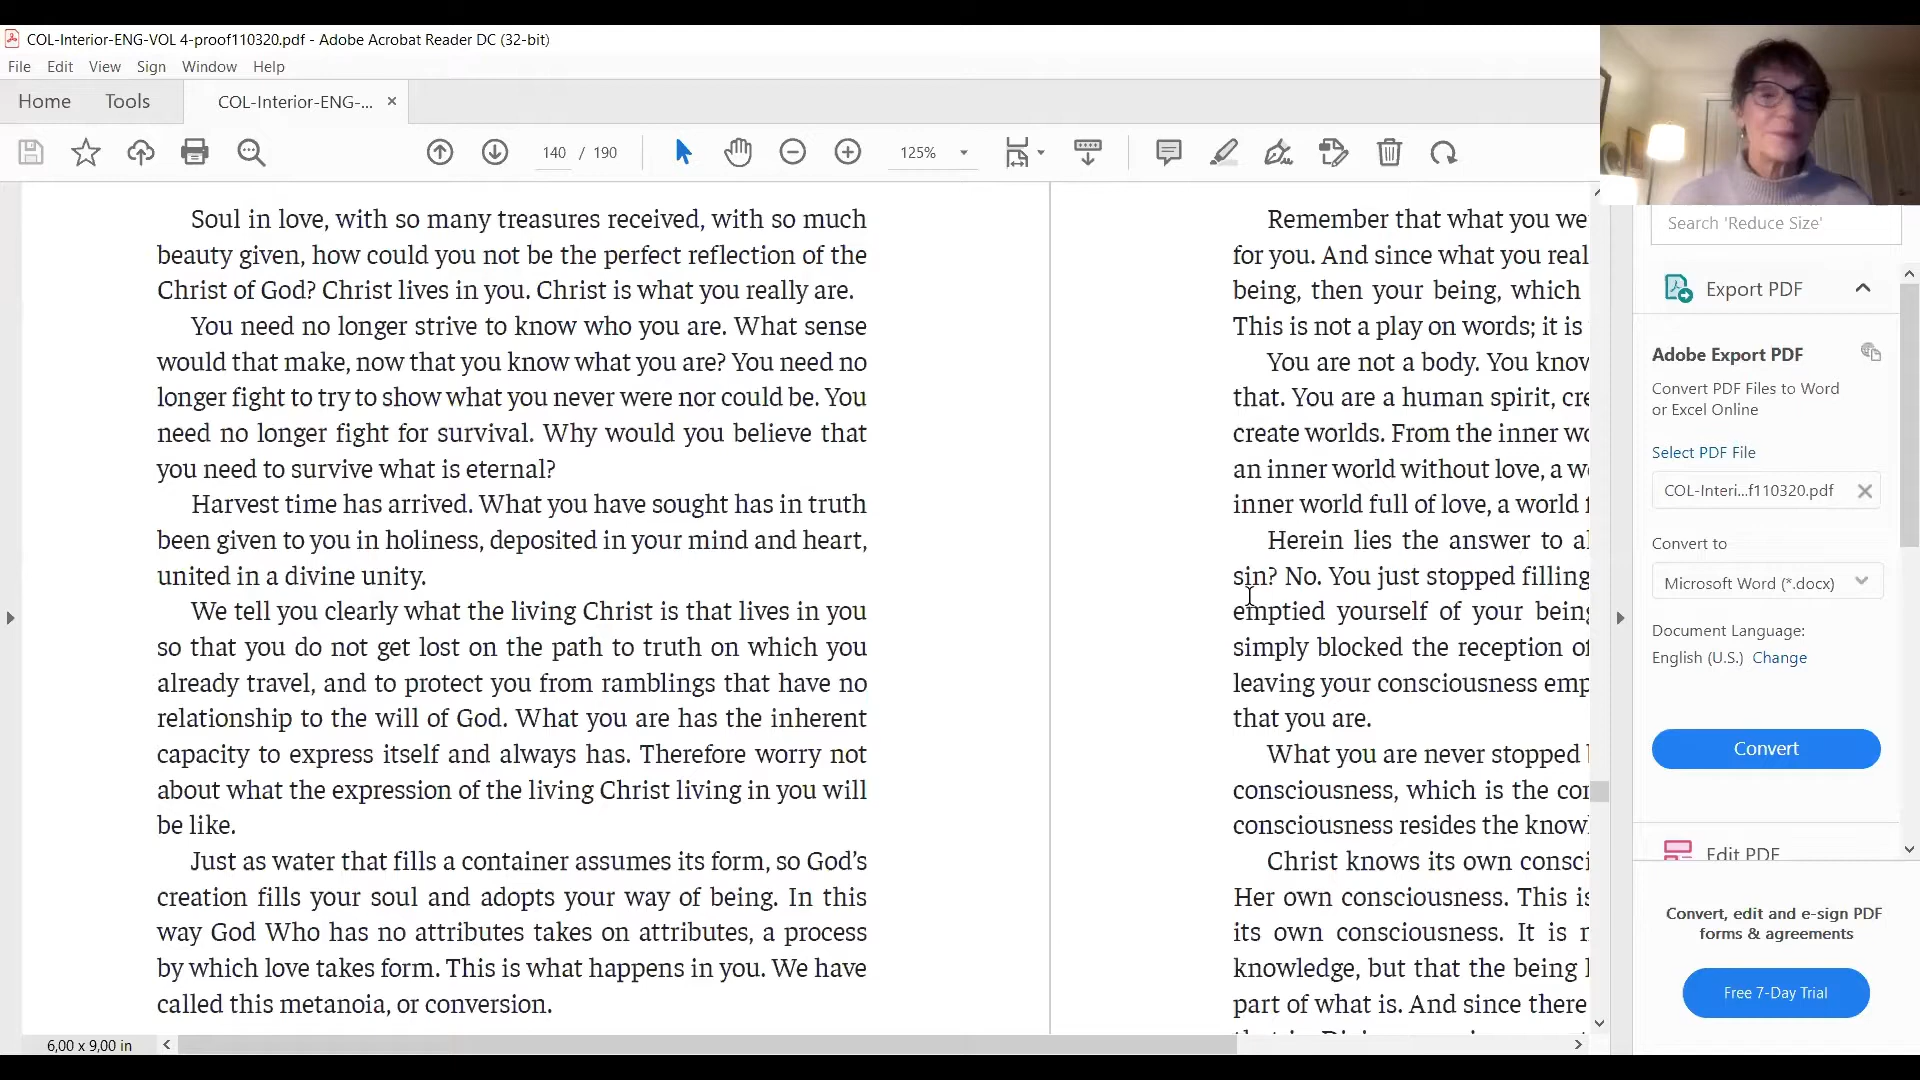 COL-Interior-ENG-VOL 4-proof110320.pdf - Adobe Acrobat Reader DC (32-bit)
File Edit View Sign Window Help
Home Tools COL-Interior-ENG-... ×
140 / 190 125%
Soul in love, with so many treasures received, with so much
beauty given, how could you not be the perfect reflection of the
Christ of God? Christ lives in you. Christ is what you really are.
You need no longer strive to know who you are. What sense
would that make, now that you know what you are? You need no
longer fight to try to show what you never were nor could be. You
need no longer fight for survival. Why would you believe that
you need to survive what is eternal?
Harvest time has arrived. What you have sought has in truth
been given to you in holiness, deposited in your mind and heart,
united in a divine unity.
We tell you clearly what the living Christ is that lives in you
so that you do not get lost on the path to truth on which you
already travel, and to protect you from ramblings that have no
relationship to the will of God. What you are has the inherent
capacity to express itself and always has. Therefore worry not
about what the expression of the living Christ living in you will
be like.
Just as water that fills a container assumes its form, so God’s
creation fills your soul and adopts your way of being. In this
way God Who has no attributes takes on attributes, a process
by which love takes form. This is what happens in you. We have
called this metanoia, or conversion.
Remember that what you we
for you. And since what you real
being, then your being, which
This is not a play on words; it is
You are not a body. You know
that. You are a human spirit, cre
create worlds. From the inner wo
an inner world without love, a wo
inner world full of love, a world
Herein lies the answer to al
sin? No. You just stopped filling
emptied yourself of your being
simply blocked the reception of
leaving your consciousness emp
that you are.
What you are never stopped
consciousness, which is the con
consciousness resides the know
Christ knows its own consci
Her own consciousness. This is
its own consciousness. It is
knowledge, but that the being
part of what is. And since there
Search 'Reduce Size'
Export PDF
Adobe Export PDF
Convert PDF Files to Word
or Excel Online
Select PDF File
COL-Interi...f110320.pdf
Convert to
Microsoft Word (*.docx)
Document Language:
English (U.S.) Change
Convert
Edit PDF
Convert, edit and e-sign PDF
forms & agreements
Free 7-Day Trial
6,00 x 9,00 in